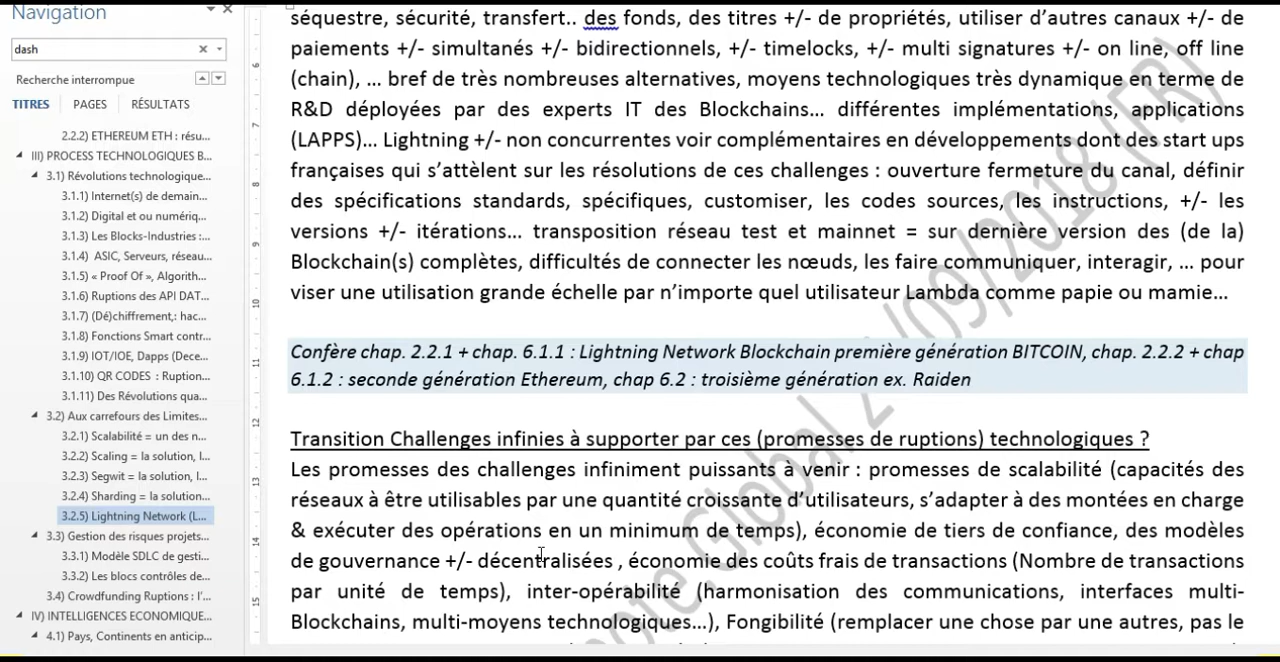 Navigation
dash
Recherche interrompue
TITRES PAGES RÉSULTATS
2.2.2) ETHEREUM ETH : résu...
III) PROCESS TECHNOLOGIQUES B...
3.1) Révolutions technologique...
3.1.1) Internet(s) de demain...
3.1.2) Digital et ou numériq...
3.1.3) Les Blocks-Industries :...
3.1.4) ASIC, Serveurs, réseau...
3.1.5) « Proof Of », Algorith...
3.1.6) Ruptions des API DAT...
3.1.7) (Dé)chiffrement,: hac...
3.1.8) Fonctions Smart contr...
3.1.9) IOT/IOE, Dapps (Dece...
3.1.10) QR CODES : Ruption...
3.1.11) Des Révolutions qua...
3.2) Aux carrefours des Limites...
3.2.1) Scalabilité = un des n...
3.2.2) Scaling = la solution, l...
3.2.3) Segwit = la solution, l...
3.2.4) Sharding = la solution...
3.2.5) Lightning Network (L...
3.3) Gestion des risques projets...
3.3.1) Modèle SDLC de gesti...
3.3.2) Les blocs contrôles de...
3.4) Crowdfunding Ruptions : l'...
IV) INTELLIGENCES ECONOMIQUE...
4.1) Pays, Continents en anticip...
séquestre, sécurité, transfert.. des fonds, des titres +/- de propriétés, utiliser d'autres canaux +/- de
paiements +/- simultanés +/- bidirectionnels, +/- timelocks, +/- multi signatures +/- on line, off line
(chain), ... bref de très nombreuses alternatives, moyens technologiques très dynamique en terme de
R&D déployées par des experts IT des Blockchains... différentes implémentations, applications
(LAPPS)... Lightning +/- non concurrentes voir complémentaires en développements dont des start ups
françaises qui s'attèlent sur les résolutions de ces challenges : ouverture fermeture du canal, définir
des spécifications standards, spécifiques, customiser, les codes sources, les instructions, +/- les
versions +/- itérations... transposition réseau test et mainnet = sur dernière version des (de la)
Blockchain(s) complètes, difficultés de connecter les nœuds, les faire communiquer, interagir, ... pour
viser une utilisation grande échelle par n'importe quel utilisateur Lambda comme papie ou mamie...
Confère chap. 2.2.1 + chap. 6.1.1 : Lightning Network Blockchain première génération BITCOIN, chap. 2.2.2 + chap
6.1.2 : seconde génération Ethereum, chap 6.2 : troisième génération ex. Raiden
Transition Challenges infinies à supporter par ces (promesses de ruptions) technologiques ?
Les promesses des challenges infiniment puissants à venir : promesses de scalabilité (capacités des
réseaux à être utilisables par une quantité croissante d'utilisateurs, s'adapter à des montées en charge
& exécuter des opérations en un minimum de temps), économie de tiers de confiance, des modèles
de gouvernance +/- décentralisées , économie des coûts frais de transactions (Nombre de transactions
par unité de temps), inter-opérabilité (harmonisation des communications, interfaces multi-
Blockchains, multi-moyens technologiques...), Fongibilité (remplacer une chose par une autres, pas le